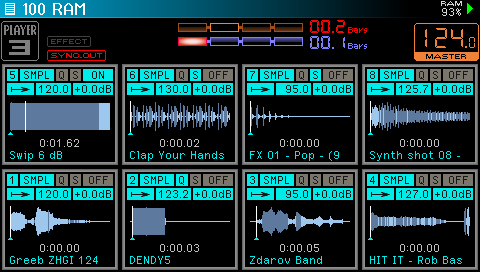 100 RAM
RAM
93%
PLAYER
3
EFFECT
SYNC.OUT
00.2 Bars
00.1 Bars
124.0
MASTER
5 SMPL Q S ON
120.0 +0.0dB
0:01.62
Swip 6 dB
6 SMPL Q S OFF
130.0 +0.0dB
0:00.02
Clap Your Hands
7 SMPL Q S OFF
95.0 +0.0dB
0:00.00
FX 01 - Pop - (9
8 SMPL Q S OFF
125.7 +0.0dB
0:00.00
Synth shot 08 -
1 SMPL Q S OFF
120.0 +0.0dB
0:00.00
Greeb ZHGI 124
2 SMPL Q S OFF
123.2 +0.0dB
0:00.03
DENDY5
3 SMPL Q S OFF
95.0 +0.0dB
0:00.05
Zdarov Band
4 SMPL Q S OFF
127.0 +0.0dB
0:00.00
HIT IT - Rob Bas